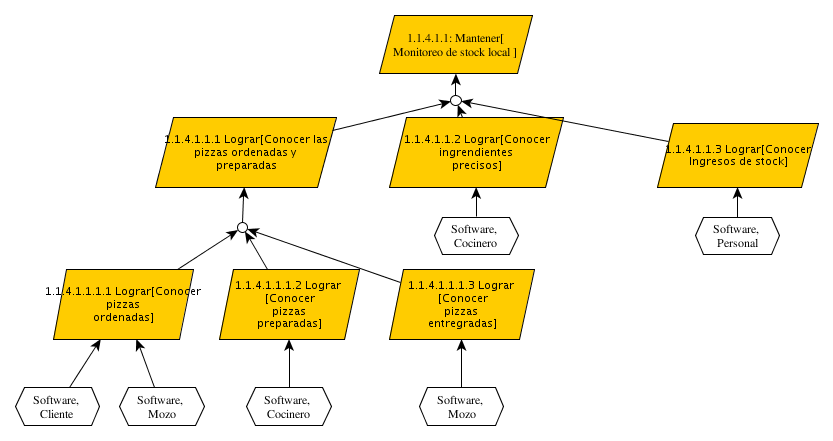 1.1.4.1.1: Mantener[
Monitoreo de stock local ]
1.1.4.1.1.1 Lograr[Conocer las
pizzas ordenadas y
preparadas
1.1.4.1.1.2 Lograr[Conocer
ingrendientes
precisos]
1.1.4.1.1.3 Lograr[Conocer
Ingresos de stock]
Software,
Cocinero
Software,
Personal
1.1.4.1.1.1.1 Lograr[Conocer
pizzas
ordenadas]
1.1.4.1.1.1.2 Lograr
[Conocer
pizzas
preparadas]
1.1.4.1.1.1.3 Lograr
[Conocer
pizzas
entregradas]
Software,
Cliente
Software,
Mozo
Software,
Cocinero
Software,
Mozo